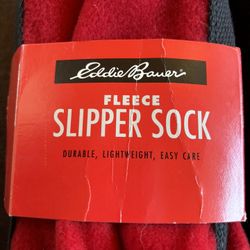 Eddie Bauer
FLEECE
SLIPPER SOCK
DURABLE, LIGHTWEIGHT, EASY CARE